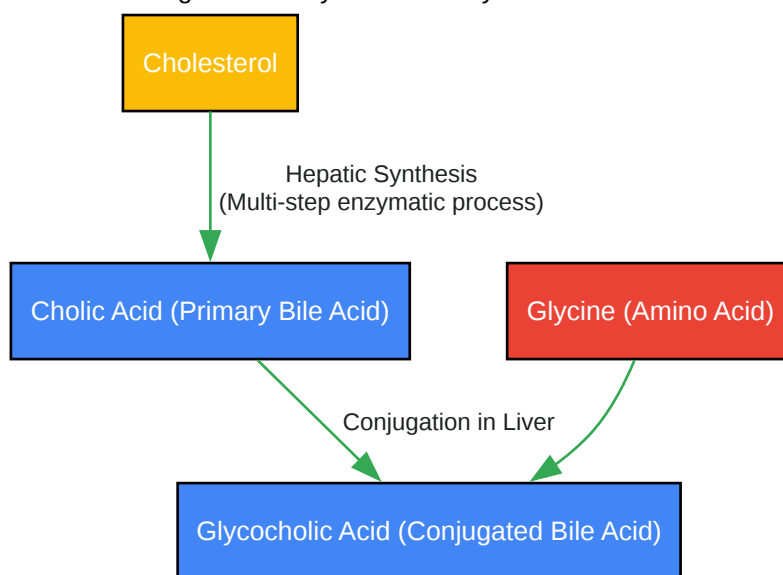 Cholesterol
Hepatic Synthesis
(Multi-step enzymatic process)
Cholic Acid (Primary Bile Acid)
Glycine (Amino Acid)
Conjugation in Liver
Glycocholic Acid (Conjugated Bile Acid)